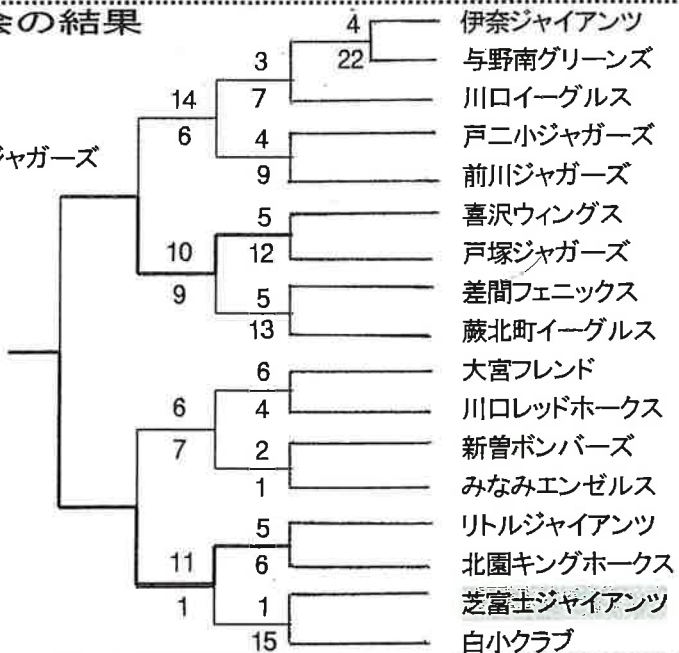 会の結果
ジャガーズ
4 伊奈ジャイアンツ
22 与野南グリーンズ
3
7 川口イーグルス
14
6
4 戸二小ジャガーズ
9 前川ジャガーズ
5 喜沢ウィングス
12 戸塚ジャガーズ
10
9
5 差間フェニックス
13 蕨北町イーグルス
6 大宮フレンド
4 川口レッドホークス
6
7
2 新曽ボンバーズ
1 みなみエンゼルス
5 リトルジャイアンツ
6 北園キングホークス
11
1
1 芝富士ジャイアンツ
15 白小クラブ